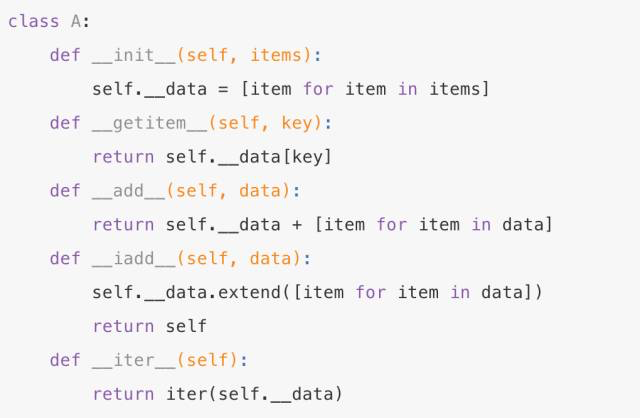 class A:
    def __init__(self, items):
        self.__data = [item for item in items]
    def __getitem__(self, key):
        return self.__data[key]
    def __add__(self, data):
        return self.__data + [item for item in data]
    def __iadd__(self, data):
        self.__data.extend([item for item in data])
        return self
    def __iter__(self):
        return iter(self.__data)